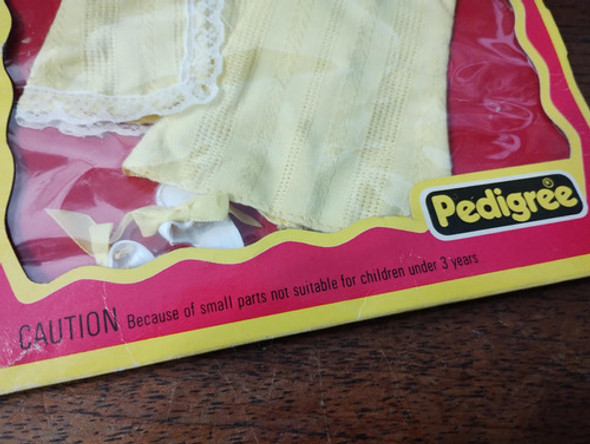 Pedigree
CAUTION Because of small parts not suitable for children under 3 years